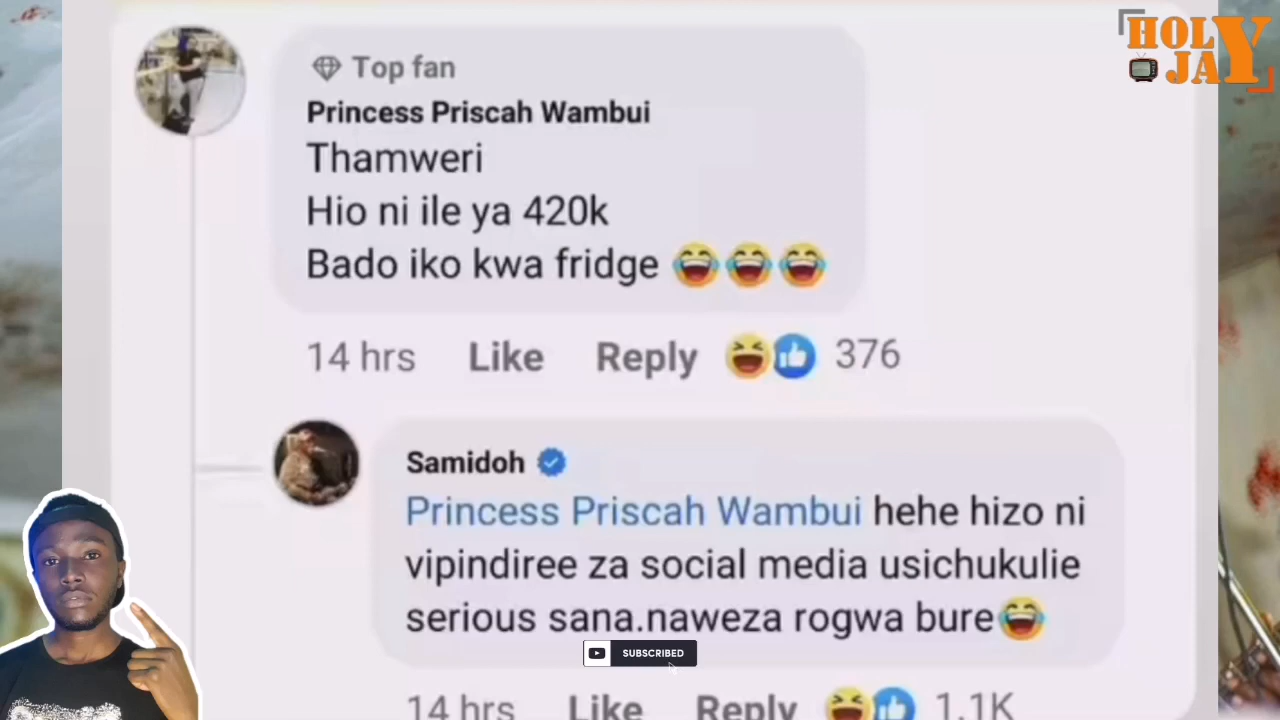 HOLY
JAY
Top fan
Princess Priscah Wambui
Thamweri
Hio ni ile ya 420k
Bado iko kwa fridge 😂😂😂
14 hrs Like Reply 376
Samidoh
Princess Priscah Wambui hehe hizo ni
vipindiree za social media usichukulie
serious sana.naweza rogwa bure😂
SUBSCRIBED
14 hrs Like Reply 1.1K